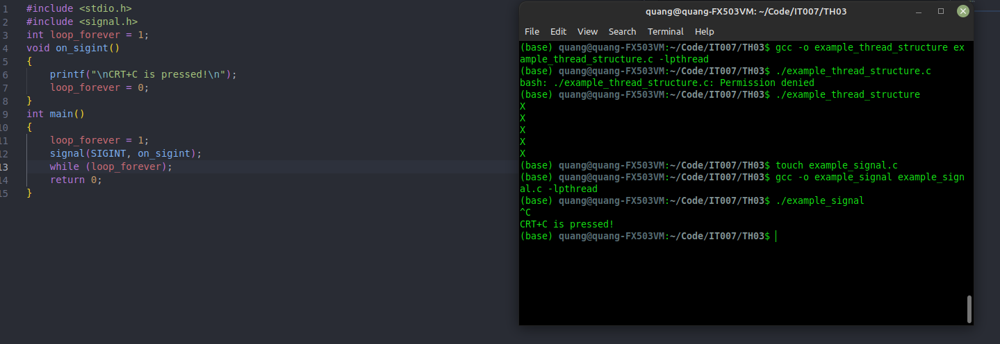 1 #include <stdio.h>
2 #include <signal.h>
3 int loop_forever = 1;
4 void on_sigint()
5 {
6     printf("\nCRT+C is pressed!\n");
7     loop_forever = 0;
8 }
9 int main()
10 {
11     loop_forever = 1;
12     signal(SIGINT, on_sigint);
13     while (loop_forever);
14     return 0;
15 }
quang@quang-FX503VM: ~/Code/IT007/TH03
File Edit View Search Terminal Help
(base) quang@quang-FX503VM:~/Code/IT007/TH03$ gcc -o example_thread_structure ex
ample_thread_structure.c -lpthread
(base) quang@quang-FX503VM:~/Code/IT007/TH03$ ./example_thread_structure.c
bash: ./example_thread_structure.c: Permission denied
(base) quang@quang-FX503VM:~/Code/IT007/TH03$ ./example_thread_structure
X
X
X
X
X
(base) quang@quang-FX503VM:~/Code/IT007/TH03$ touch example_signal.c
(base) quang@quang-FX503VM:~/Code/IT007/TH03$ gcc -o example_signal example_sign
al.c -lpthread
(base) quang@quang-FX503VM:~/Code/IT007/TH03$ ./example_signal
^C
CRT+C is pressed!
(base) quang@quang-FX503VM:~/Code/IT007/TH03$